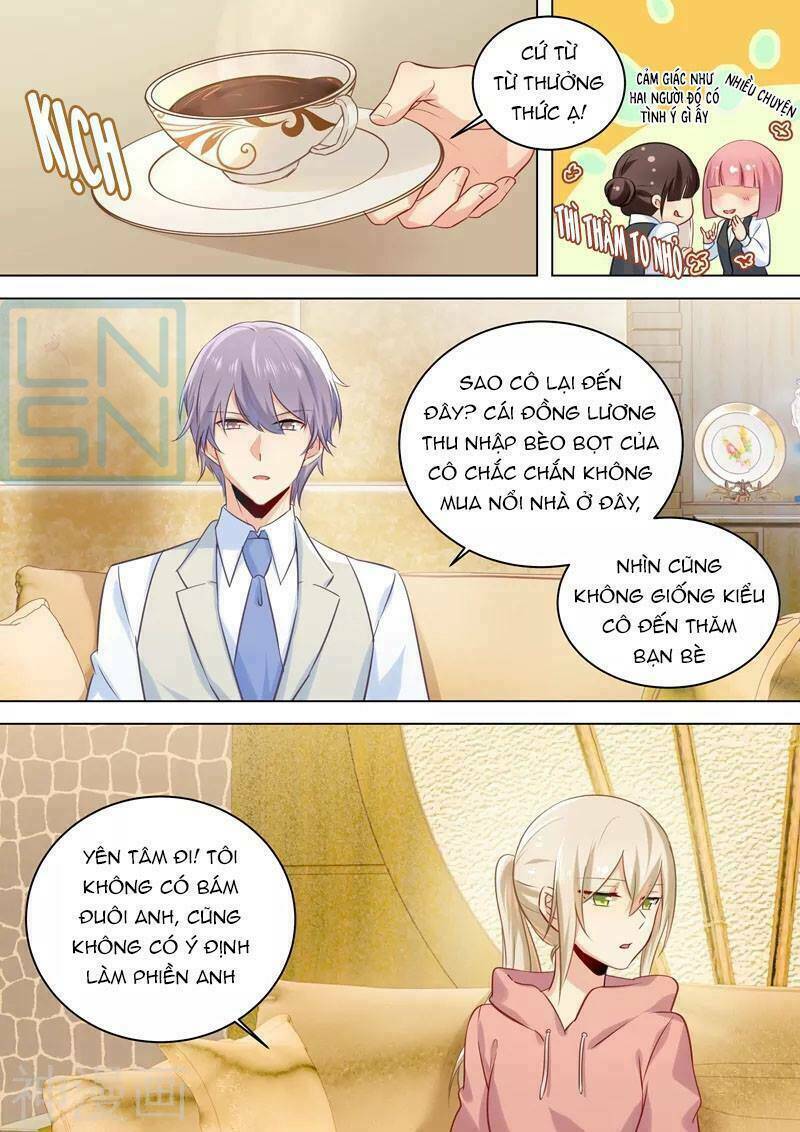 KỊCH
CỨ TỪ
TỪ THƯỞNG
THỨC Ạ!
CẢM GIÁC NHƯ
HAI NGƯỜI ĐÓ CÓ
TÌNH Ý GÌ ẤY
NHIỀU CHUYỆN
THÌ THẦM TO NHỎ
LN
SN
SAO CÔ LẠI ĐẾN
ĐÂY? CÁI ĐỒNG LƯƠNG
THU NHẬP BÈO BỌT CỦA
CÔ CHẮC CHẮN KHÔNG
MUA NỔI NHÀ Ở ĐÂY,
NHÌN CŨNG
KHÔNG GIỐNG KIỂU
CÔ ĐẾN THĂM
BẠN BÈ
YÊN TÂM ĐI! TÔI
KHÔNG CÓ BÁM
ĐUÔI ANH, CŨNG
KHÔNG CÓ Ý ĐỊNH
LÀM PHIỀN ANH
神漫画